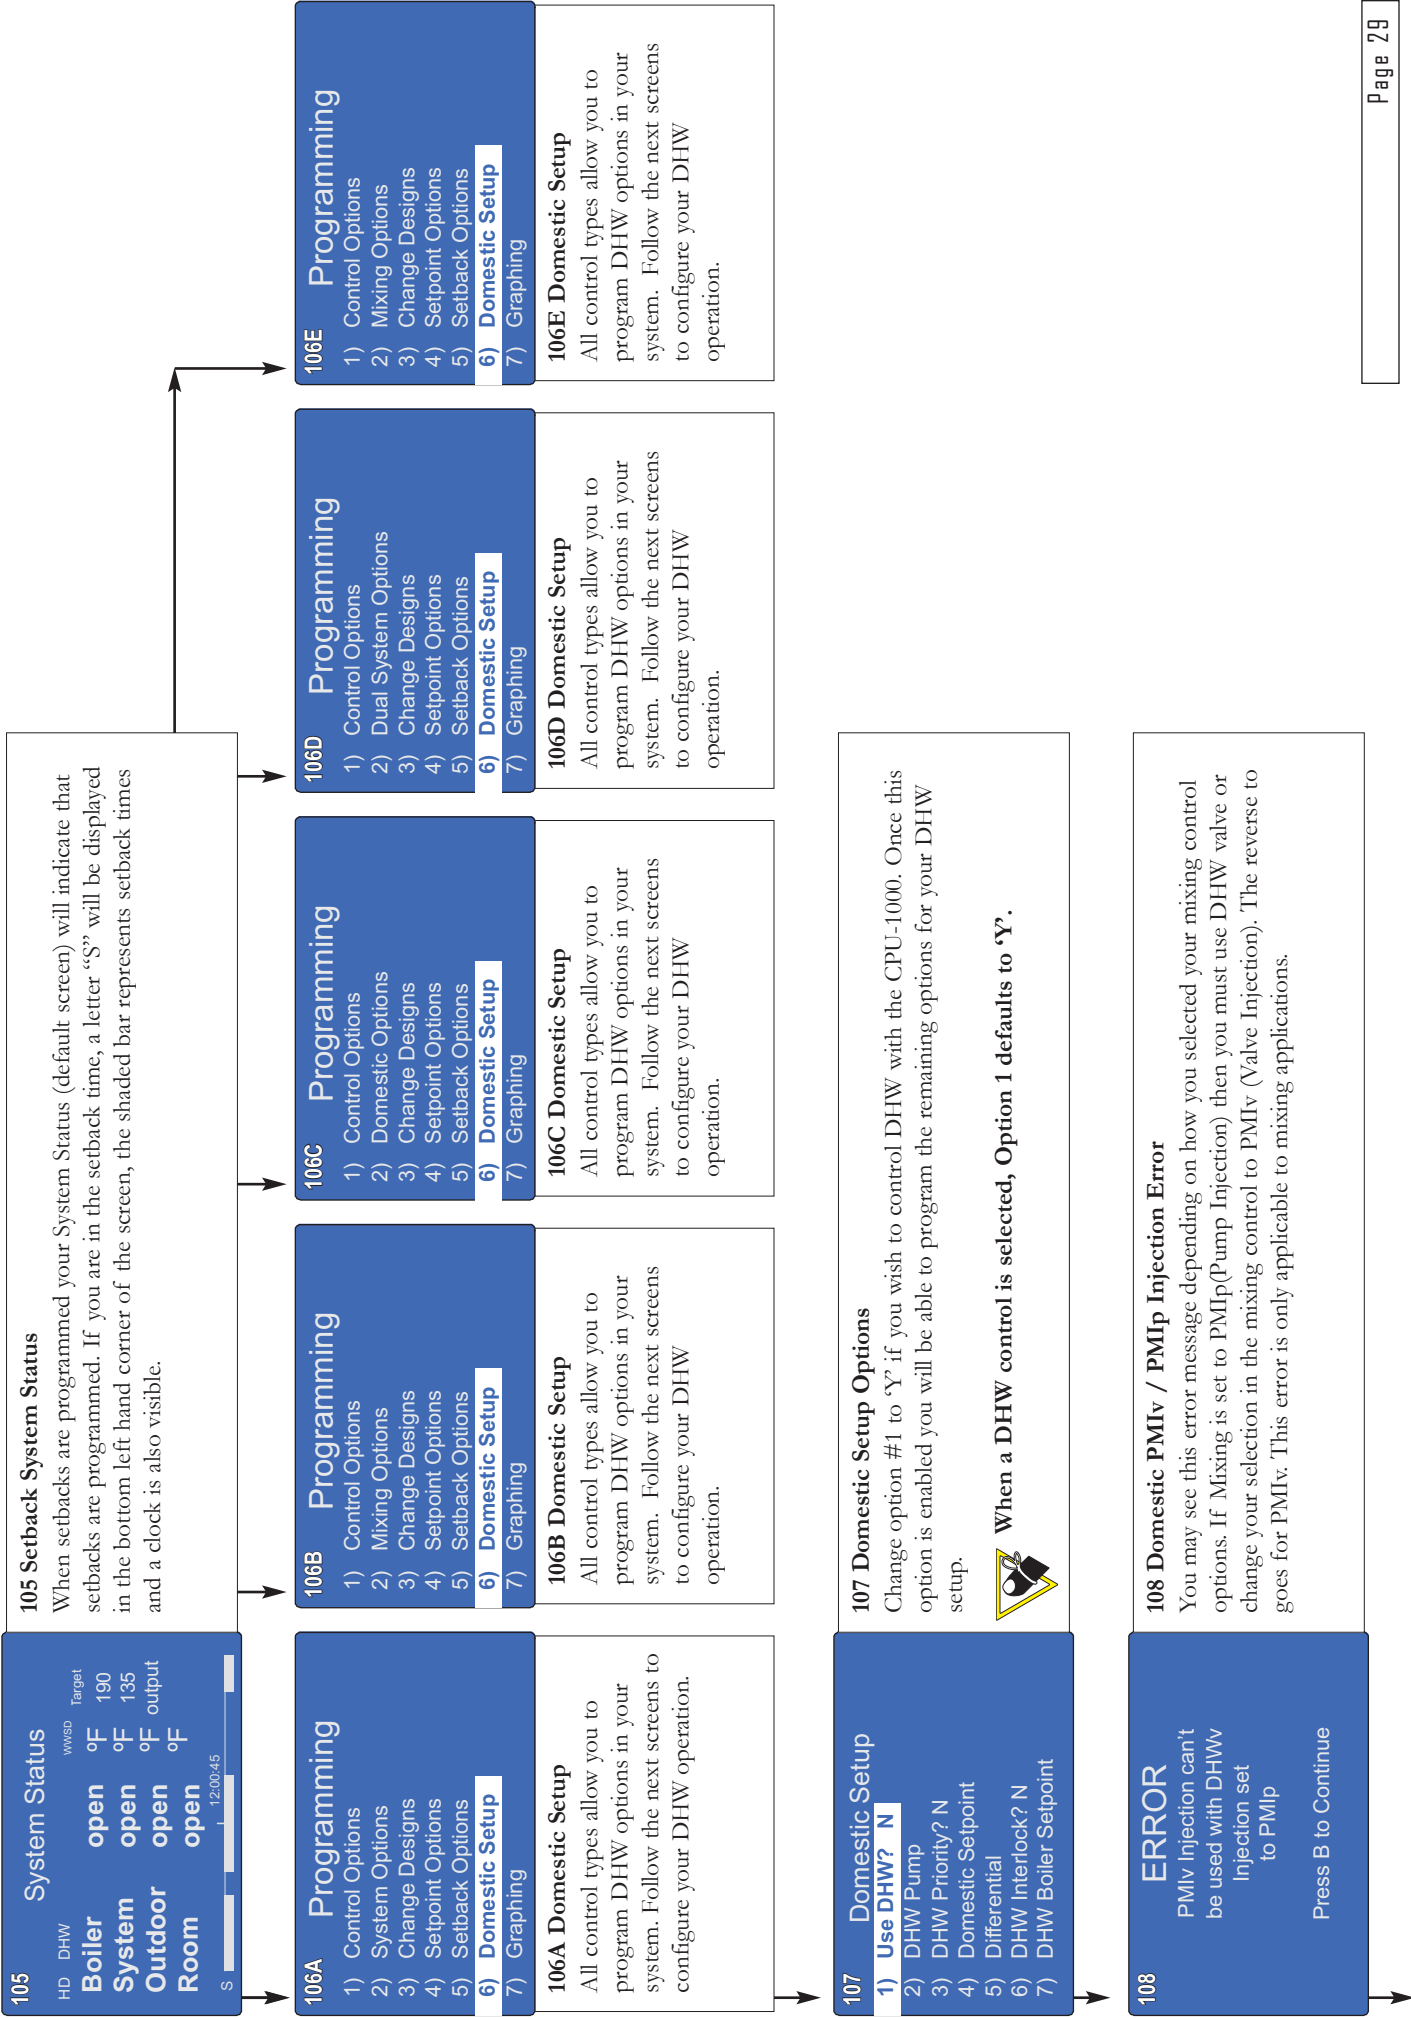 105
System Status
HD DHW WWSD Target
Boiler open ºF 190
System open ºF 135
Outdoor open ºF output
Room open ºF
12:00:45
S
105 Setback System Status
When setbacks are programmed your System Status (default screen) will indicate that
setbacks are programmed. If you are in the setback time, a letter “S” will be displayed
in the bottom left hand corner of the screen, the shaded bar represents setback times
and a clock is also visible.
106A
Programming
1) Control Options
2) System Options
3) Change Designs
4) Setpoint Options
5) Setback Options
6) Domestic Setup
7) Graphing
106A Domestic Setup
All control types allow you to
program DHW options in your
system. Follow the next screens to
configure your DHW operation.
106B
Programming
1) Control Options
2) Mixing Options
3) Change Designs
4) Setpoint Options
5) Setback Options
6) Domestic Setup
7) Graphing
106B Domestic Setup
All control types allow you to
program DHW options in your
system. Follow the next screens
to configure your DHW
operation.
106C
Programming
1) Control Options
2) Domestic Options
3) Change Designs
4) Setpoint Options
5) Setback Options
6) Domestic Setup
7) Graphing
106C Domestic Setup
All control types allow you to
program DHW options in your
system. Follow the next screens
to configure your DHW
operation.
106D
Programming
1) Control Options
2) Dual System Options
3) Change Designs
4) Setpoint Options
5) Setback Options
6) Domestic Setup
7) Graphing
106D Domestic Setup
All control types allow you to
program DHW options in your
system. Follow the next screens
to configure your DHW
operation.
106E
Programming
1) Control Options
2) Mixing Options
3) Change Designs
4) Setpoint Options
5) Setback Options
6) Domestic Setup
7) Graphing
106E Domestic Setup
All control types allow you to
program DHW options in your
system. Follow the next screens
to configure your DHW
operation.
107
Domestic Setup
1) Use DHW? N
2) DHW Pump
3) DHW Priority? N
4) Domestic Setpoint
5) Differential
6) DHW Interlock? N
7) DHW Boiler Setpoint
107 Domestic Setup Options
Change option #1 to ‘Y’ if you wish to control DHW with the CPU-1000. Once this
option is enabled you will be able to program the remaining options for your DHW
setup.
When a DHW control is selected, Option 1 defaults to ‘Y’.
108
ERROR
PMIv Injection can't
be used with DHWv
Injection set
to PMIp
Press B to Continue
108 Domestic PMIv / PMIp Injection Error
You may see this error message depending on how you selected your mixing control
options. If Mixing is set to PMIp(Pump Injection) then you must use DHW valve or
change your selection in the mixing control to PMIv (Valve Injection). The reverse to
goes for PMIv. This error is only applicable to mixing applications.
Page 29